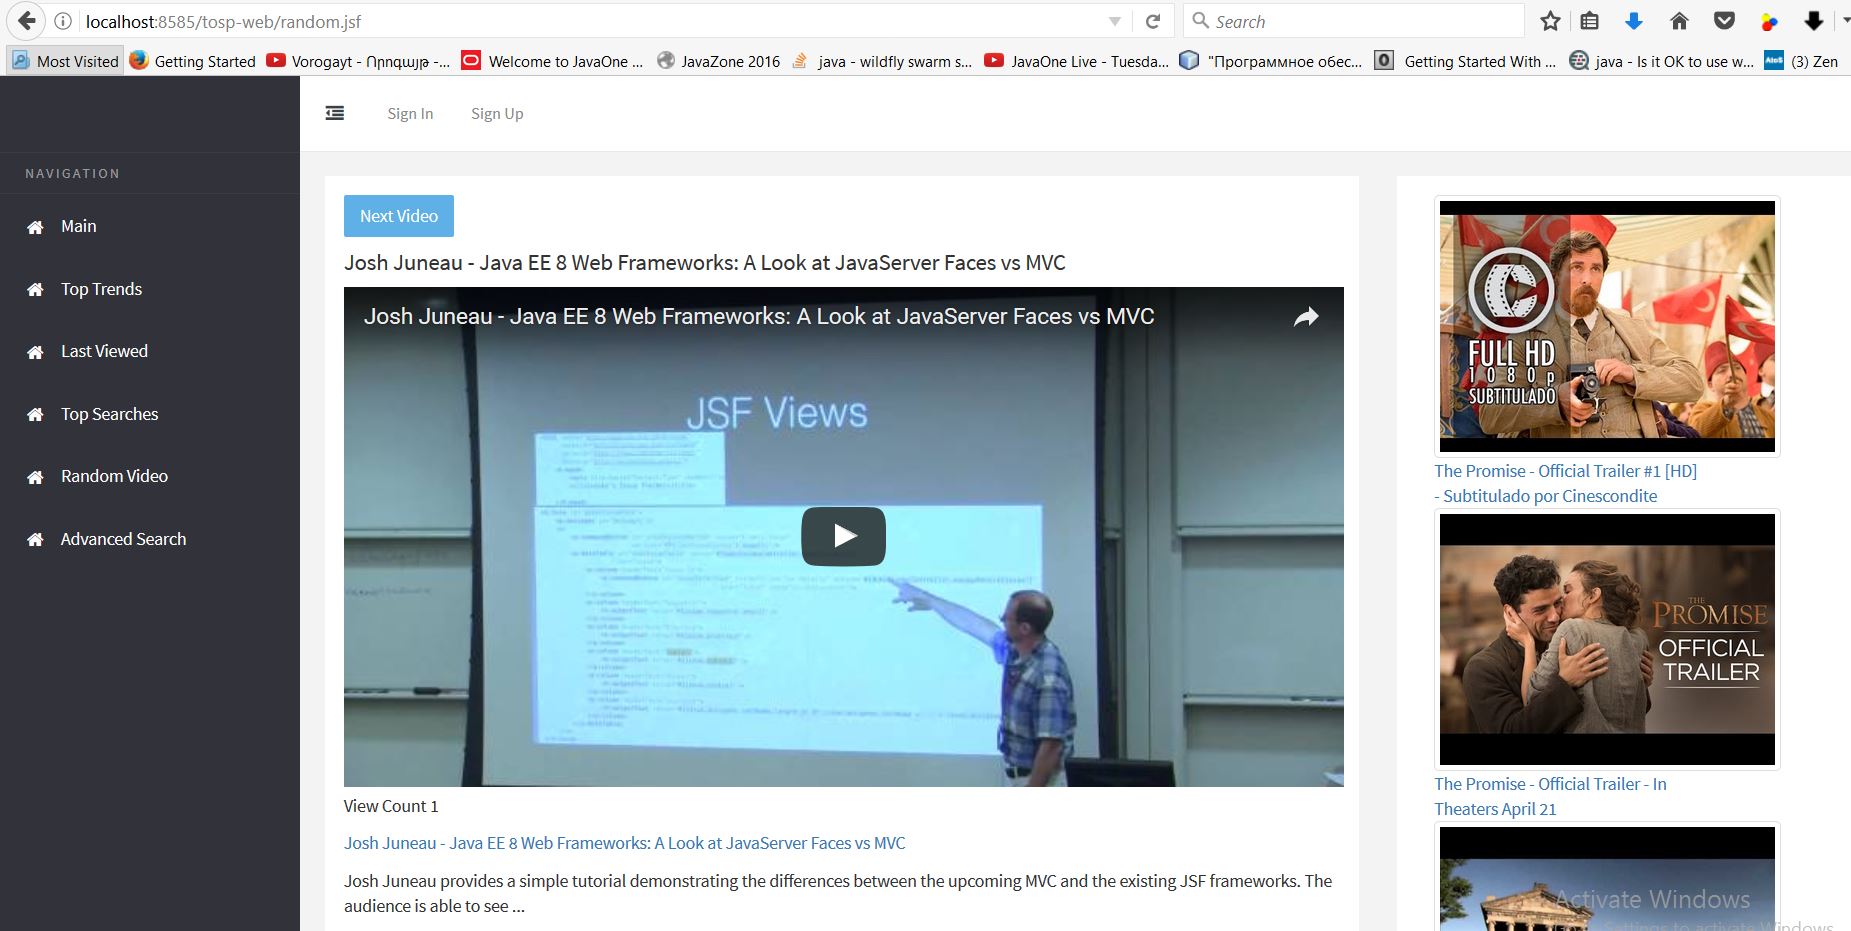 localhost:8585/tosp-web/random.jsf
Search
Most Visited
Getting Started
Vorogayt - Որոգայթ -...
Welcome to JavaOne ...
JavaZone 2016
java - wildfly swarm s...
JavaOne Live - Tuesda...
"Программное обес...
Getting Started With ...
java - Is it OK to use w...
(3) Zen
Sign In
Sign Up
NAVIGATION
Main
Top Trends
Last Viewed
Top Searches
Random Video
Advanced Search
Next Video
Josh Juneau - Java EE 8 Web Frameworks: A Look at JavaServer Faces vs MVC
Josh Juneau - Java EE 8 Web Frameworks: A Look at JavaServer Faces vs MVC
JSF Views
View Count 1
Josh Juneau - Java EE 8 Web Frameworks: A Look at JavaServer Faces vs MVC
Josh Juneau provides a simple tutorial demonstrating the differences between the upcoming MVC and the existing JSF frameworks. The
audience is able to see ...
FULL HD
1080p
SUBTITULADO
The Promise - Official Trailer #1 [HD]
- Subtitulado por Cinescondite
THE
PROMISE
OFFICIAL
TRAILER
The Promise - Official Trailer - In
Theaters April 21
Activate Windows
Settings to activate Windows.